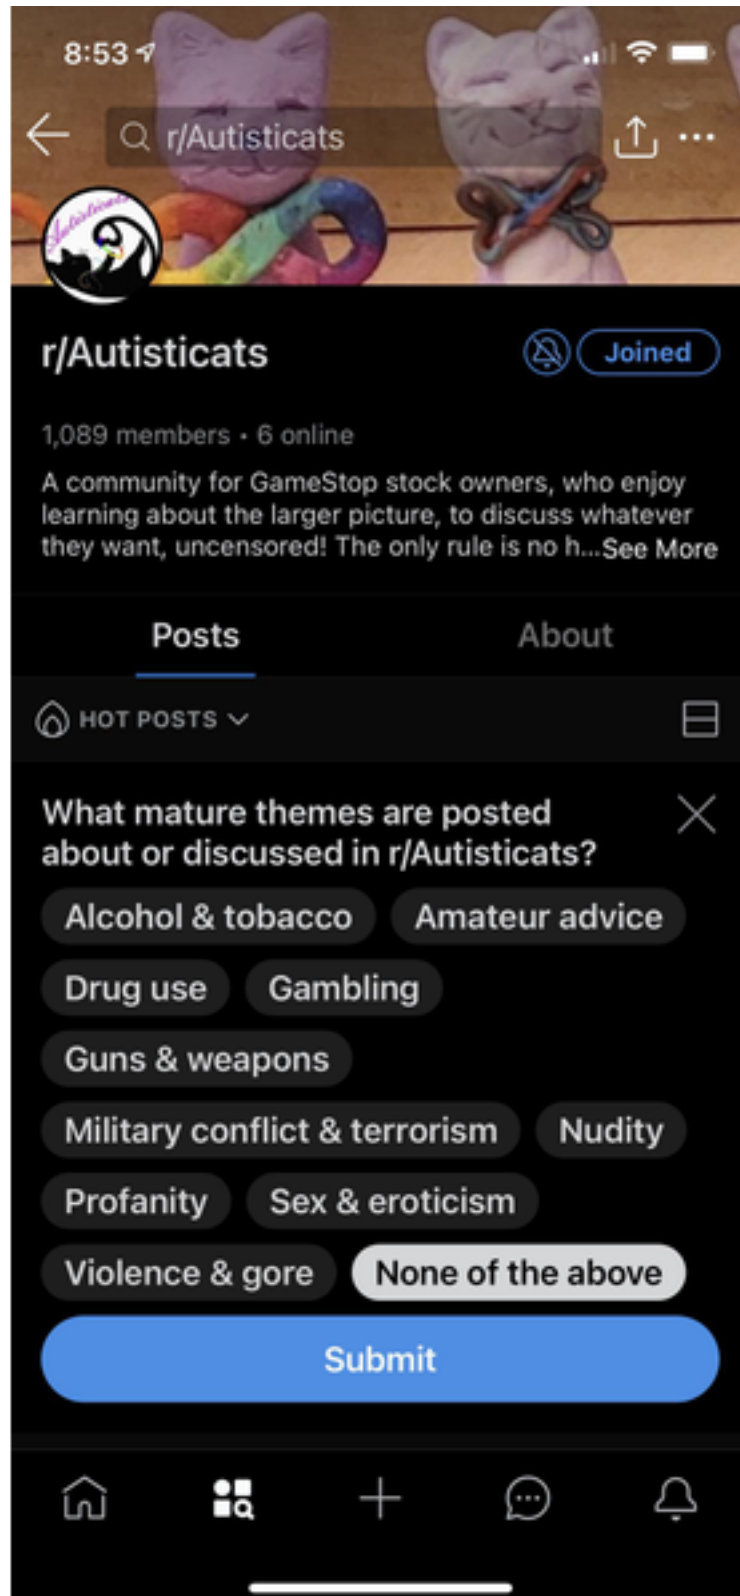 8:53
r/Autisticats
Autisticats
r/Autisticats
Joined
1,089 members • 6 online
A community for GameStop stock owners, who enjoy
learning about the larger picture, to discuss whatever
they want, uncensored! The only rule is no h...See More
Posts
About
HOT POSTS
What mature themes are posted
about or discussed in r/Autisticats?
Alcohol & tobacco
Amateur advice
Drug use
Gambling
Guns & weapons
Military conflict & terrorism
Nudity
Profanity
Sex & eroticism
Violence & gore
None of the above
Submit